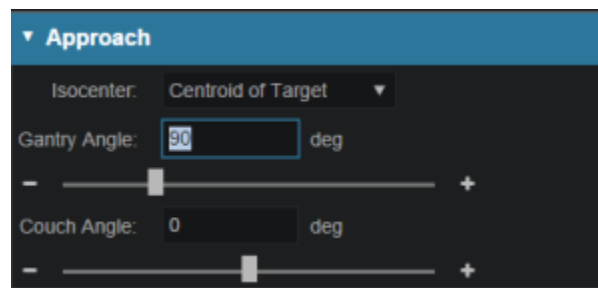 ▼ Approach
Isocenter: Centroid of Target ▼
Gantry Angle: 90 deg
− +
Couch Angle: 0 deg
− +